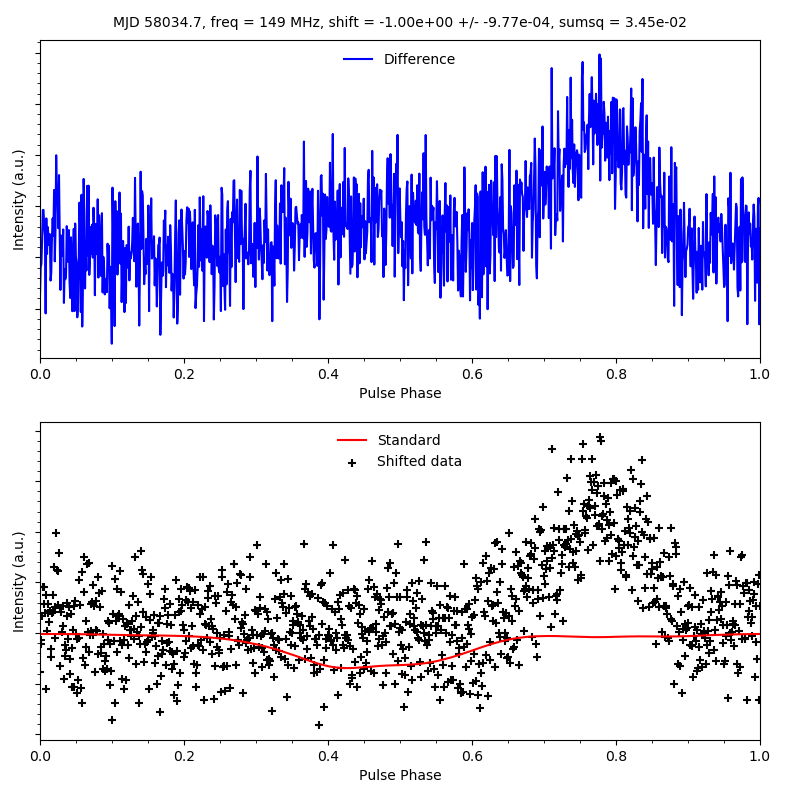 MJD 58034.7, freq = 149 MHz, shift = -1.00e+00 +/- -9.77e-04, sumsq = 3.45e-02
Difference
Intensity (a.u.)
0.0 0.2 0.4 0.6 0.8 1.0
Pulse Phase
Standard
Shifted data
Intensity (a.u.)
0.0 0.2 0.4 0.6 0.8 1.0
Pulse Phase